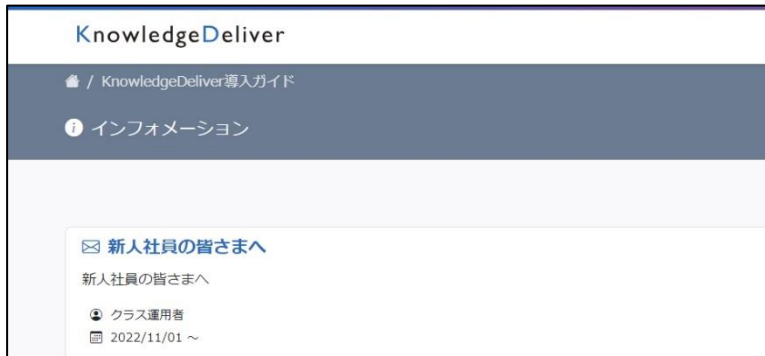 KnowledgeDeliver
/ KnowledgeDeliver導入ガイド
インフォメーション
新人社員の皆さまへ
新人社員の皆さまへ
クラス運用者
2022/11/01 ～